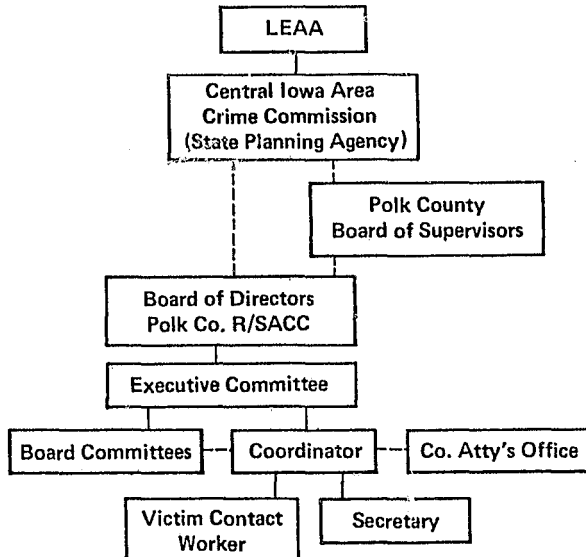 LEAA
Central Iowa Area
Crime Commission
(State Planning Agency)
Polk County
Board of Supervisors
Board of Directors
Polk Co. R/SACC
Executive Committee
Board Committees
Coordinator
Co. Atty's Office
Victim Contact
Worker
Secretary